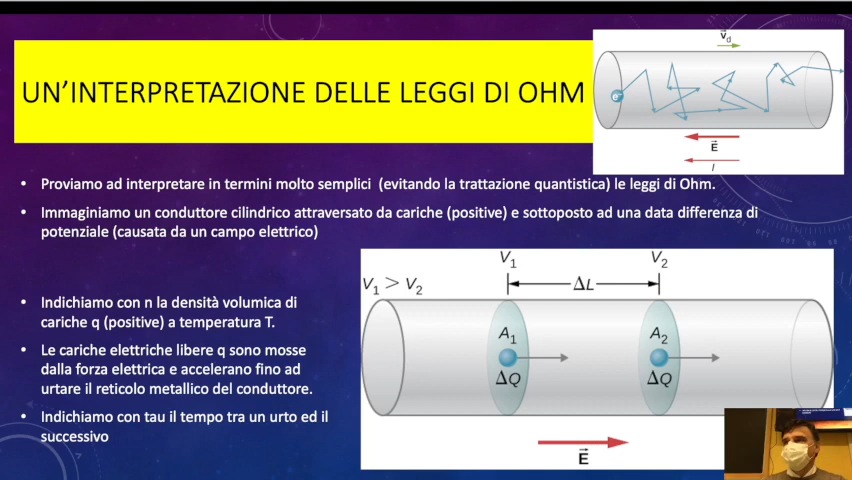 UN'INTERPRETAZIONE DELLE LEGGI DI OHM
v⃗d
E⃗
I
• Proviamo ad interpretare in termini molto semplici (evitando la trattazione quantistica) le leggi di Ohm.
• Immaginiamo un conduttore cilindrico attraversato da cariche (positive) e sottoposto ad una data differenza di
potenziale (causata da un campo elettrico)
• Indichiamo con n la densità volumica di
cariche q (positive) a temperatura T.
• Le cariche elettriche libere q sono mosse
dalla forza elettrica e accelerano fino ad
urtare il reticolo metallico del conduttore.
• Indichiamo con tau il tempo tra un urto ed il
successivo
V₁ V₂
V₁ > V₂
ΔL
A₁ A₂
ΔQ ΔQ
E⃗